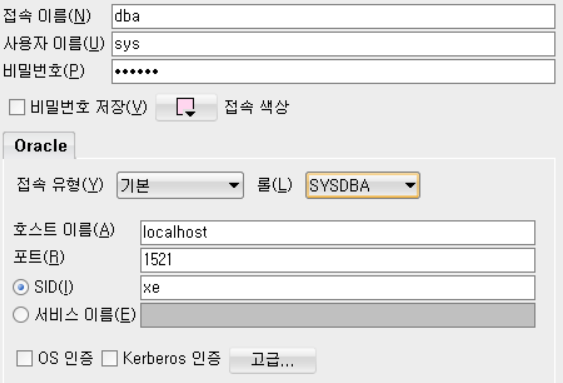 접속 이름(N) dba
사용자 이름(U) sys
비밀번호(P) ••••••
비밀번호 저장(V) 접속 색상
Oracle
접속 유형(Y) 기본 롤(L) SYSDBA
호스트 이름(A) localhost
포트(R) 1521
SID(I) xe
서비스 이름(E)
OS 인증 Kerberos 인증 고급...